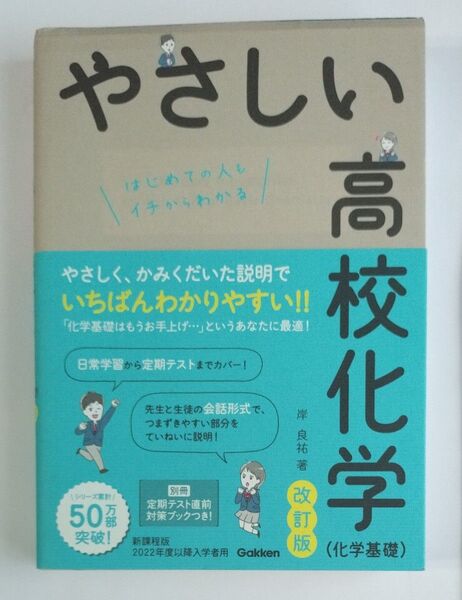 やさしい
高校化学
(化学基礎)
改訂版
はじめての人も
イチからわかる
岸 良祐 著
やさしく、かみくだいた説明で
いちばんわかりやすい!!
「化学基礎はもうお手上げ…」というあなたに最適!
日常学習から定期テストまでカバー!
先生と生徒の会話形式で、
つまずきやすい部分を
ていねいに説明!
シリーズ累計
50万部
突破!
別冊
定期テスト直前
対策ブックつき!
新課程版
2022年度以降入学者用
Gakken